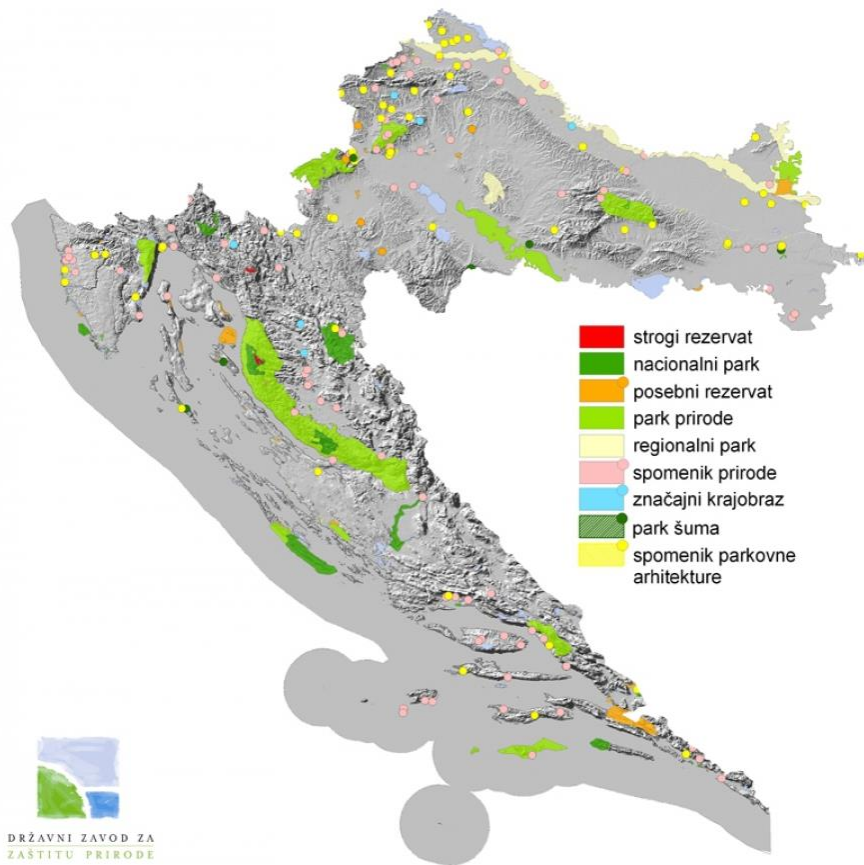 strogi rezervat
nacionalni park
posebni rezervat
park prirode
regionalni park
spomenik prirode
značajni krajobraz
park šuma
spomenik parkovne
arhitekture
DRŽAVNI ZAVOD ZA
ZAŠTITU PRIRODE